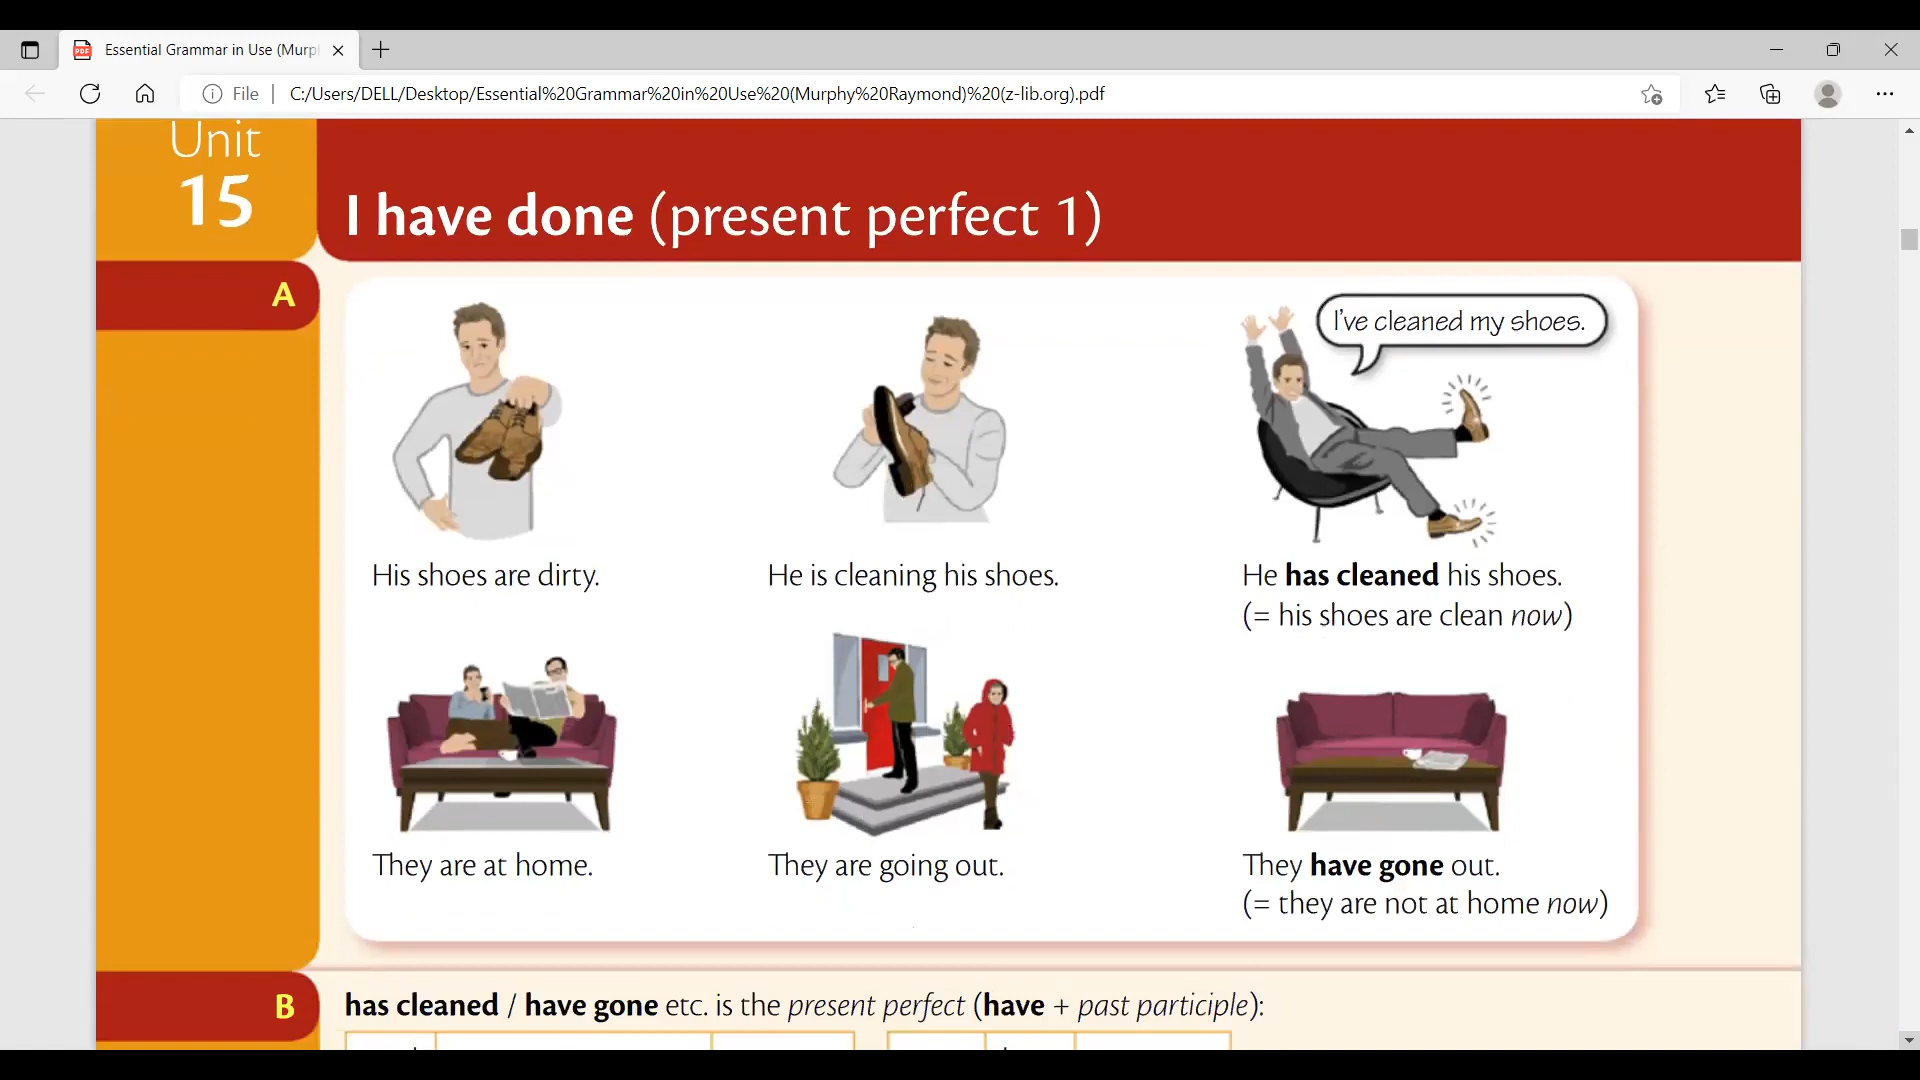 Essential Grammar in Use (Murp
File
C:/Users/DELL/Desktop/Essential%20Grammar%20in%20Use%20(Murphy%20Raymond)%20(z-lib.org).pdf
Unit
15
I have done (present perfect 1)
A
I've cleaned my shoes.
His shoes are dirty.
He is cleaning his shoes.
He has cleaned his shoes.
(= his shoes are clean now)
They are at home.
They are going out.
They have gone out.
(= they are not at home now)
B
has cleaned / have gone etc. is the present perfect (have + past participle):